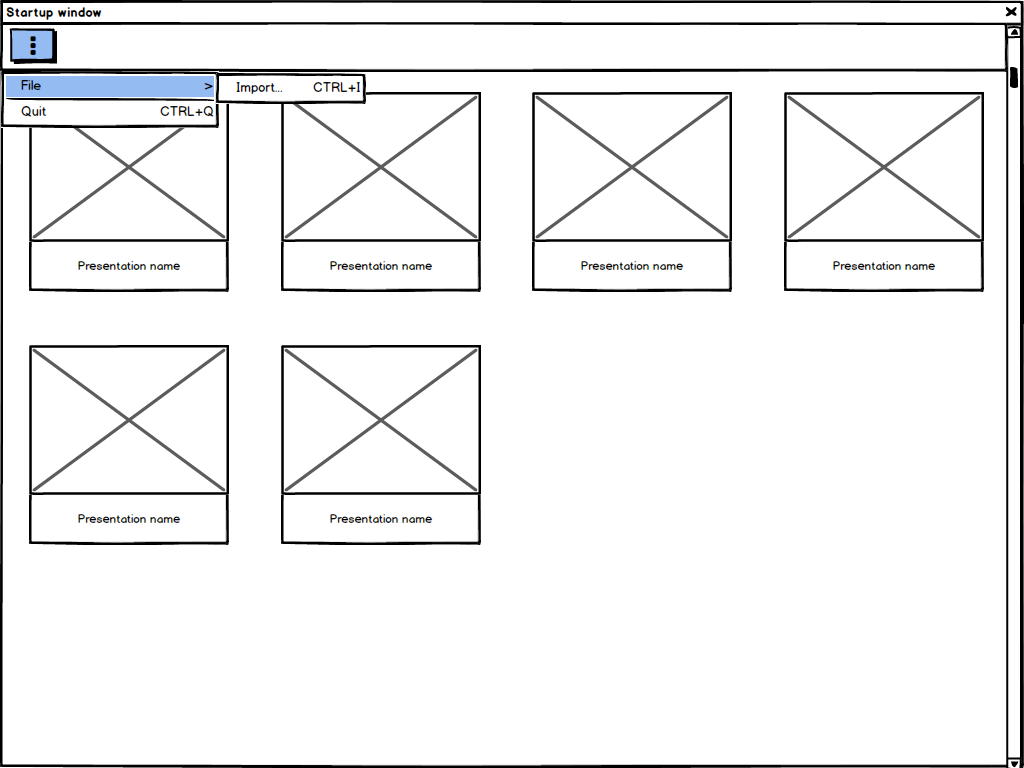 Startup window
File > Import... CTRL+I
Quit CTRL+Q
Presentation name Presentation name Presentation name Presentation name
Presentation name Presentation name